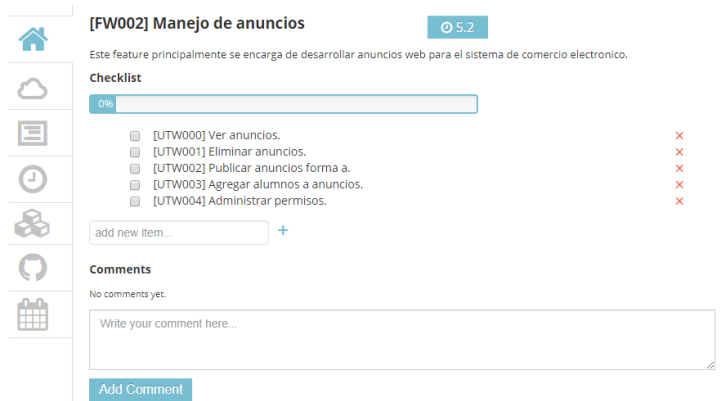 [FW002] Manejo de anuncios
5.2
Este feature principalmente se encarga de desarrollar anuncios web para el sistema de comercio electronico.
Checklist
0%
[UTW000] Ver anuncios.
[UTW001] Eliminar anuncios.
[UTW002] Publicar anuncios forma a.
[UTW003] Agregar alumnos a anuncios.
[UTW004] Administrar permisos.
add new item...
Comments
No comments yet.
Write your comment here...
Add Comment